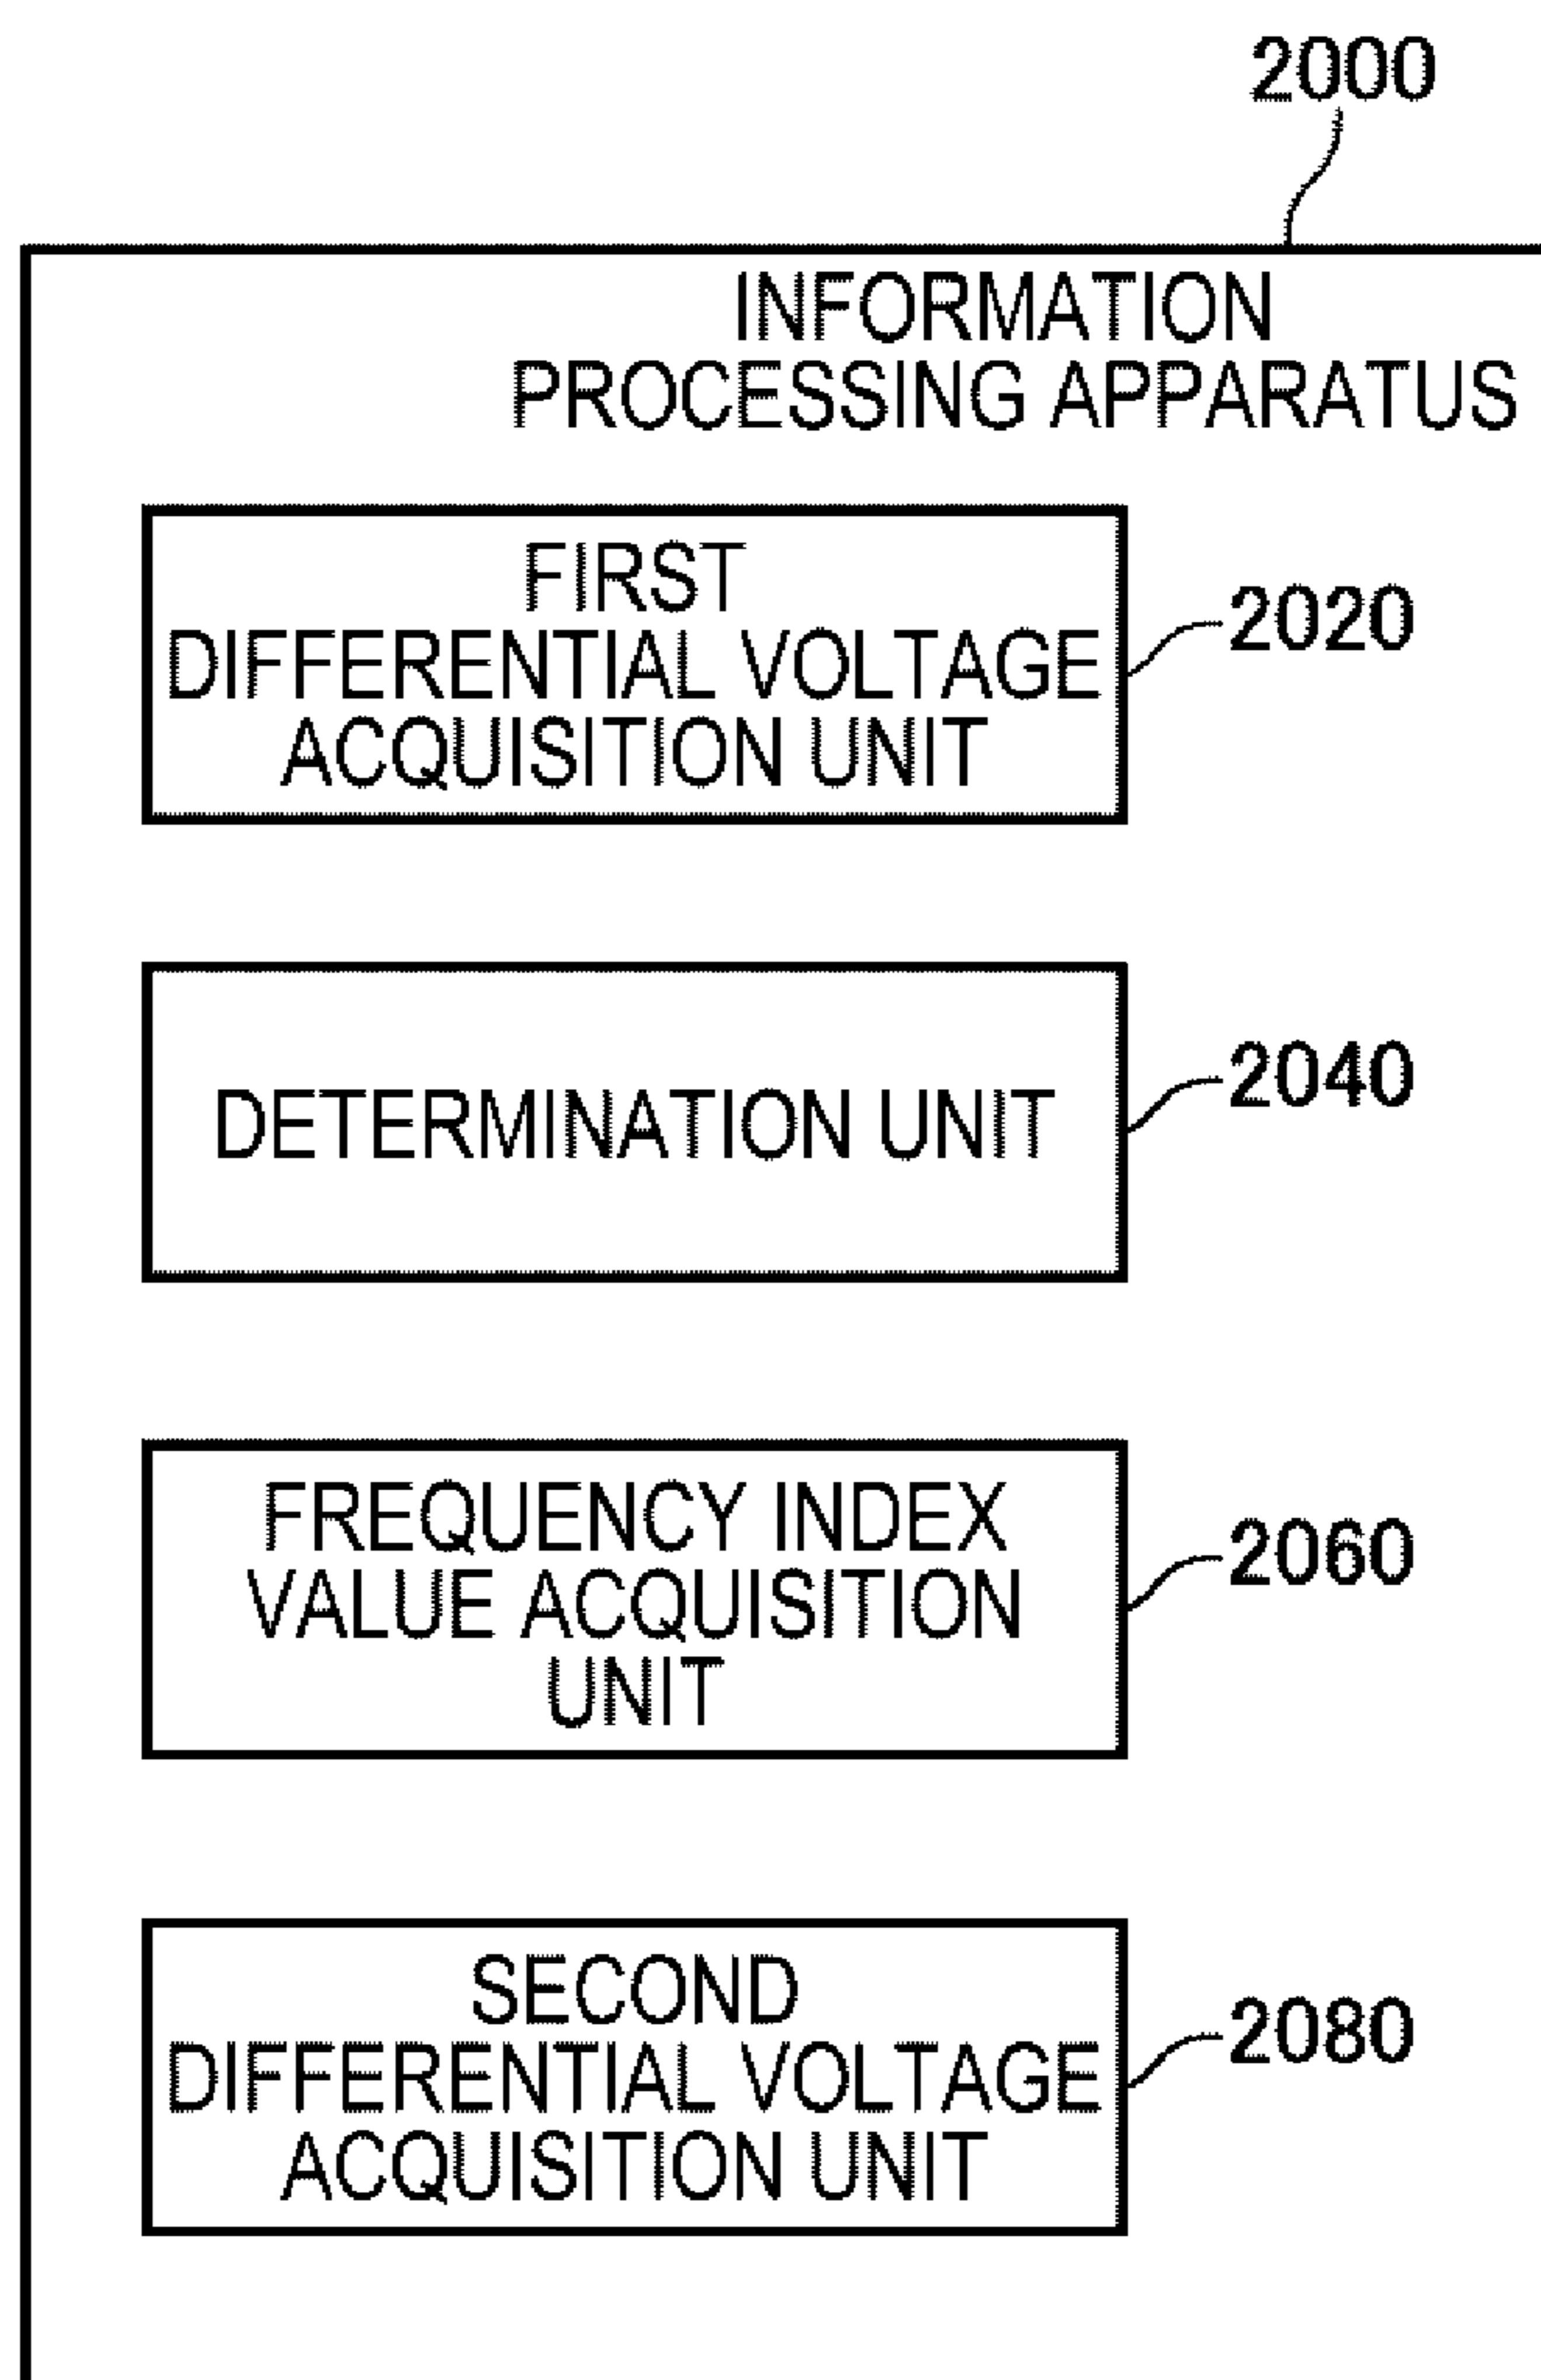 2000
INFORMATION
PROCESSING APPARATUS
FIRST
DIFFERENTIAL VOLTAGE
ACQUISITION UNIT
2020
DETERMINATION UNIT
2040
FREQUENCY INDEX
VALUE ACQUISITION
UNIT
2060
SECOND
DIFFERENTIAL VOLTAGE
ACQUISITION UNIT
2080